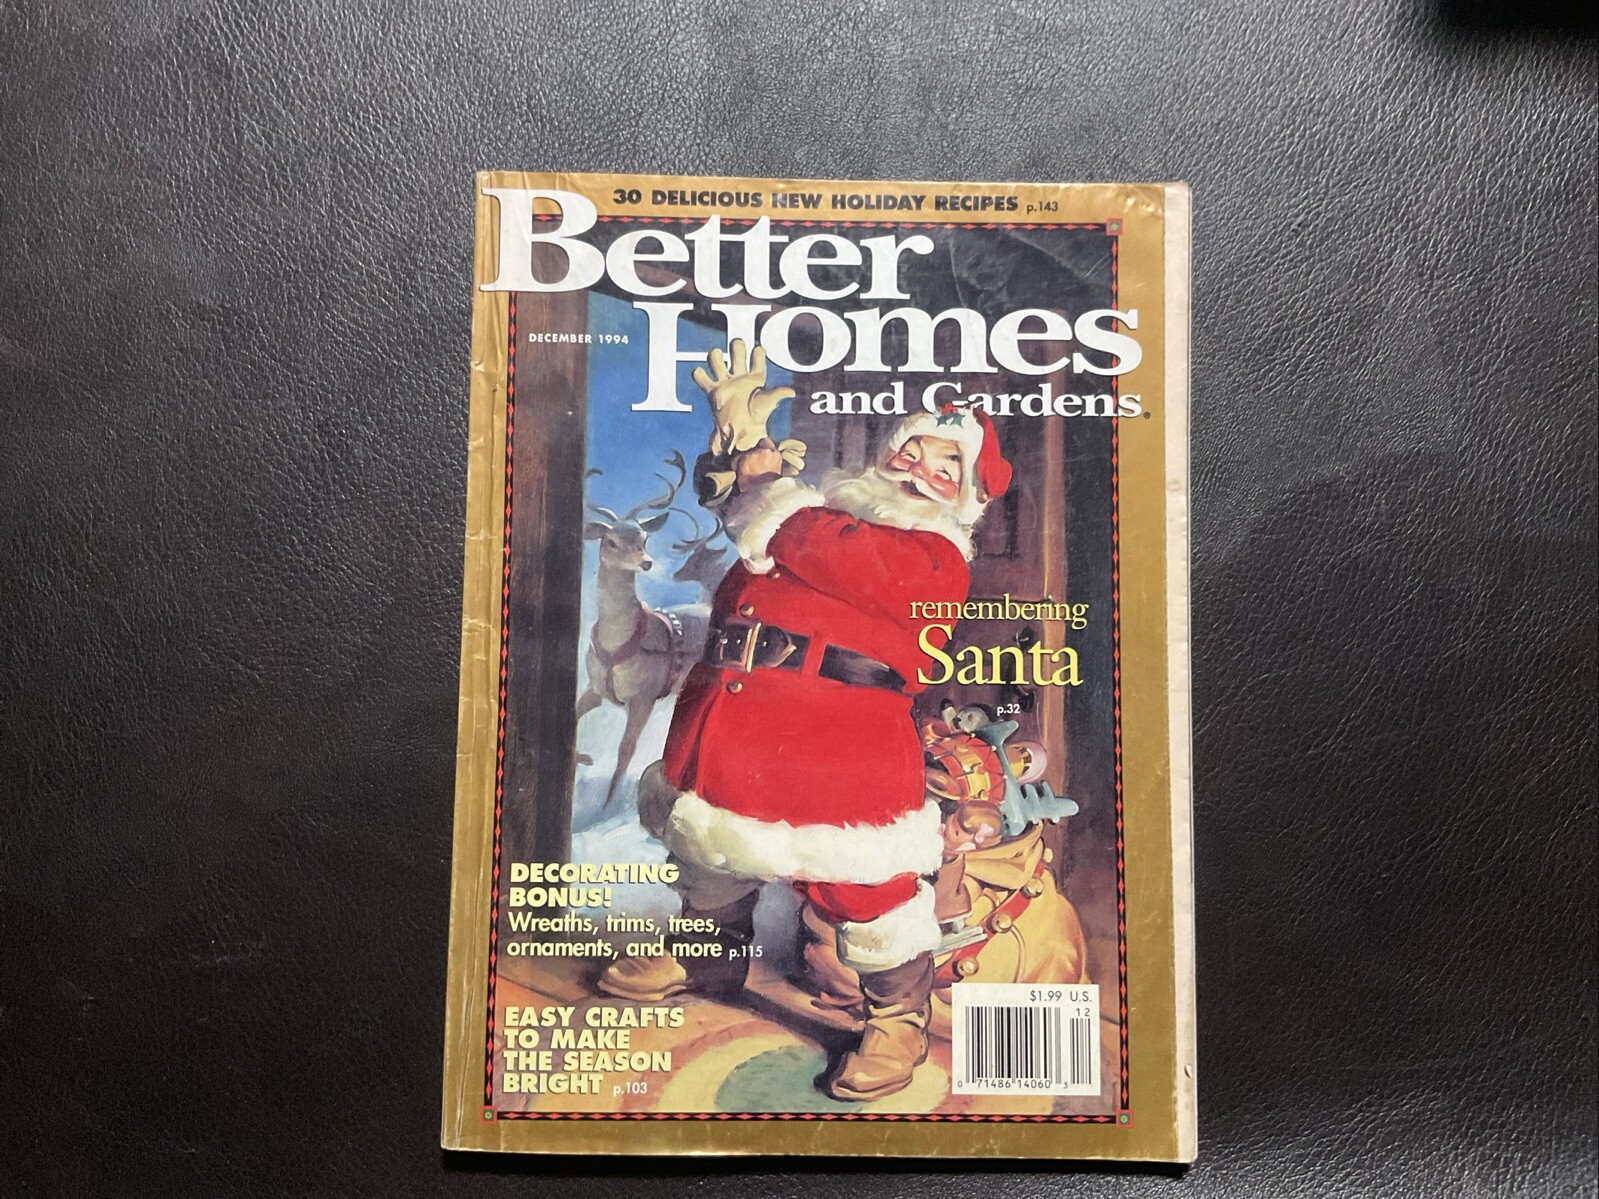 30 DELICIOUS NEW HOLIDAY RECIPES p.143
Better
Homes
and Gardens®
DECEMBER 1994
remembering
Santa
p.32
DECORATING
BONUS!
Wreaths, trims, trees,
ornaments, and more p.115
EASY CRAFTS
TO MAKE
THE SEASON
BRIGHT p.103
$1.99 U.S.
12
0 71486 14060 3